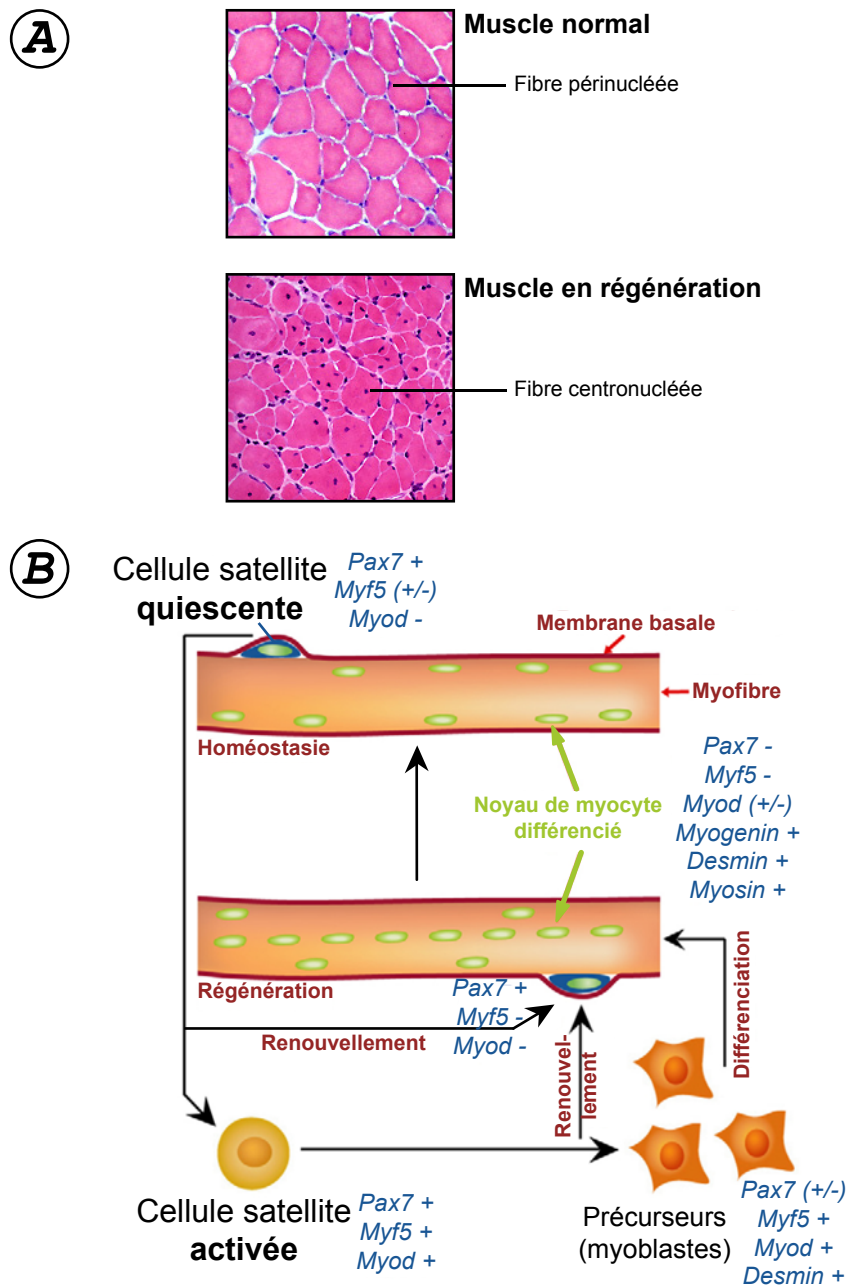 A
Muscle normal
Fibre périnucléée
Muscle en régénération
Fibre centronucléée
B
Cellule satellite
quiescente
Pax7 +
Myf5 (+/-)
Myod -
Membrane basale
Myofibre
Homéostasie
Noyau de myocyte
différencié
Pax7 -
Myf5 -
Myod (+/-)
Myogenin +
Desmin +
Myosin +
Régénération
Pax7 +
Myf5 -
Myod -
Renouvellement
Renouvel-
lement
Différenciation
Cellule satellite
activée
Pax7 +
Myf5 +
Myod +
Précurseurs
(myoblastes)
Pax7 (+/-)
Myf5 +
Myod +
Desmin +